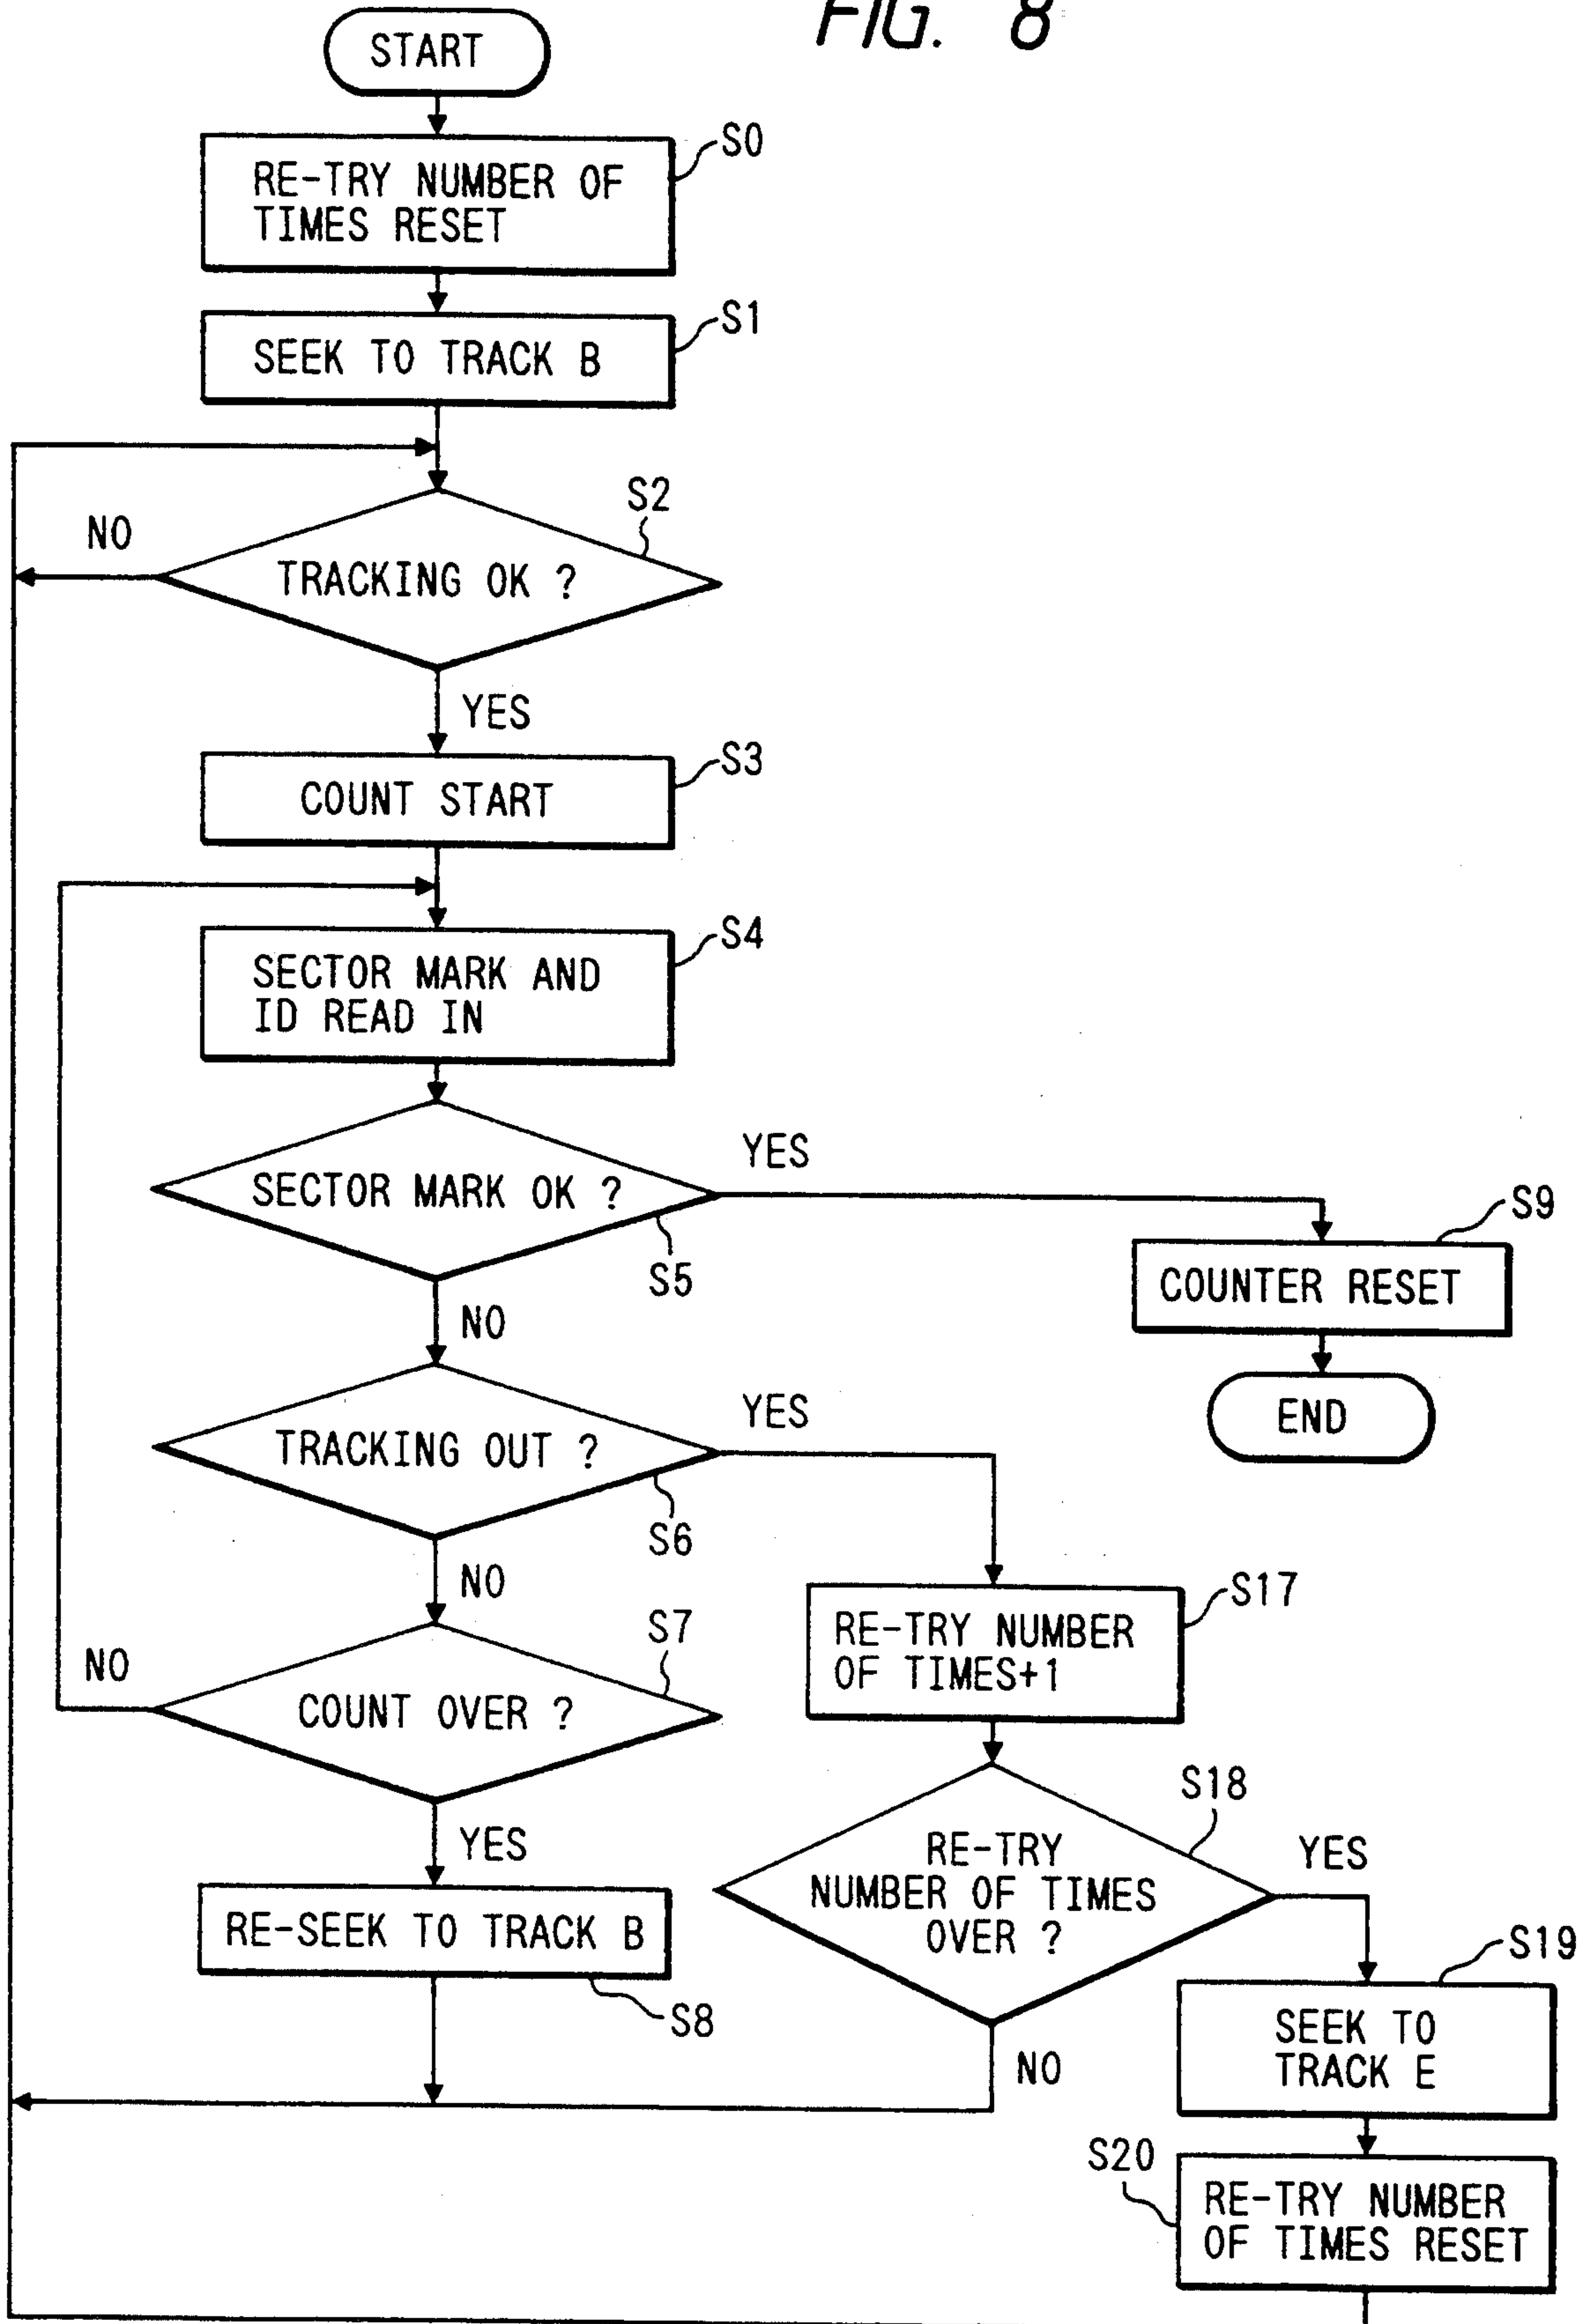 FIG. 8
START
S0
RE-TRY NUMBER OF
TIMES RESET
S1
SEEK TO TRACK B
S2
NO
TRACKING OK ?
YES
S3
COUNT START
S4
SECTOR MARK AND
ID READ IN
YES
SECTOR MARK OK ?
S5
S9
COUNTER RESET
NO
END
YES
TRACKING OUT ?
S6
NO
S17
RE-TRY NUMBER
OF TIMES+1
S7
NO
COUNT OVER ?
S18
YES
RE-TRY
NUMBER OF TIMES
OVER ?
YES
RE-SEEK TO TRACK B
S8
S19
SEEK TO
TRACK E
NO
S20
RE-TRY NUMBER
OF TIMES RESET